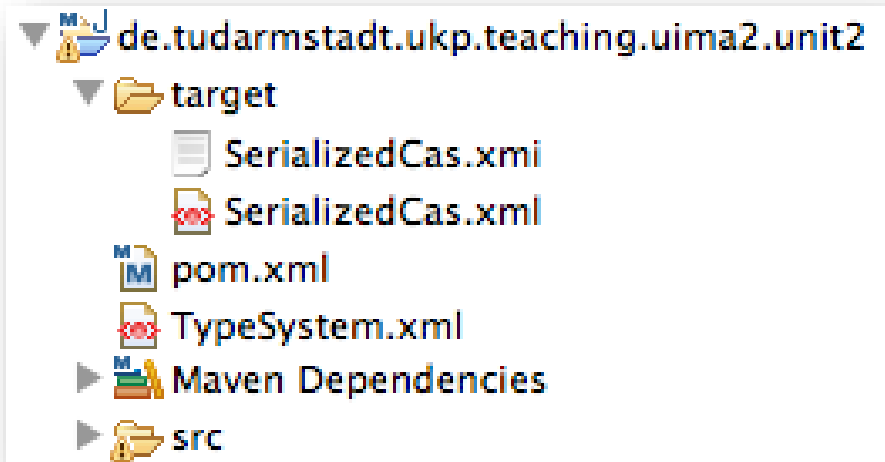 de.tudarmstadt.ukp.teaching.uima2.unit2
target
SerializedCas.xmi
SerializedCas.xml
pom.xml
TypeSystem.xml
Maven Dependencies
src